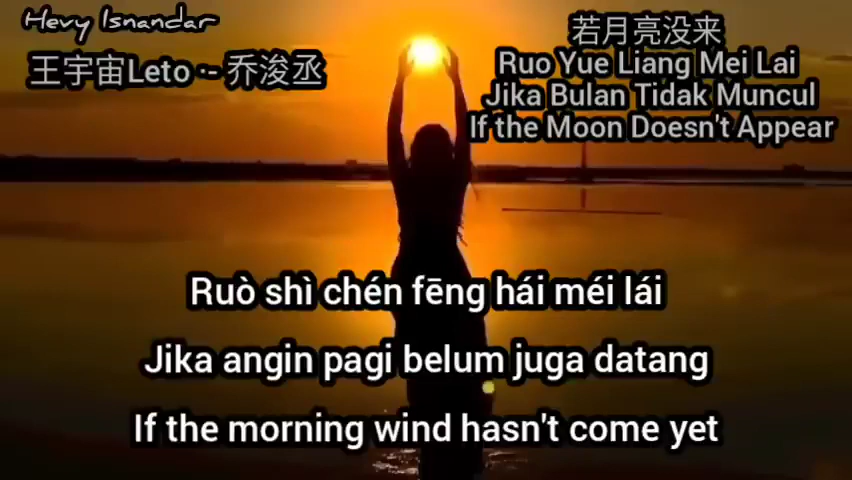 Hevy Isnandar
王宇宙Leto -- 乔浚丞
若月亮没来
Ruo Yue Liang Mei Lai
Jika Bulan Tidak Muncul
If the Moon Doesn't Appear
Ruò shì chén fēng hái méi lái
Jika angin pagi belum juga datang
If the morning wind hasn't come yet